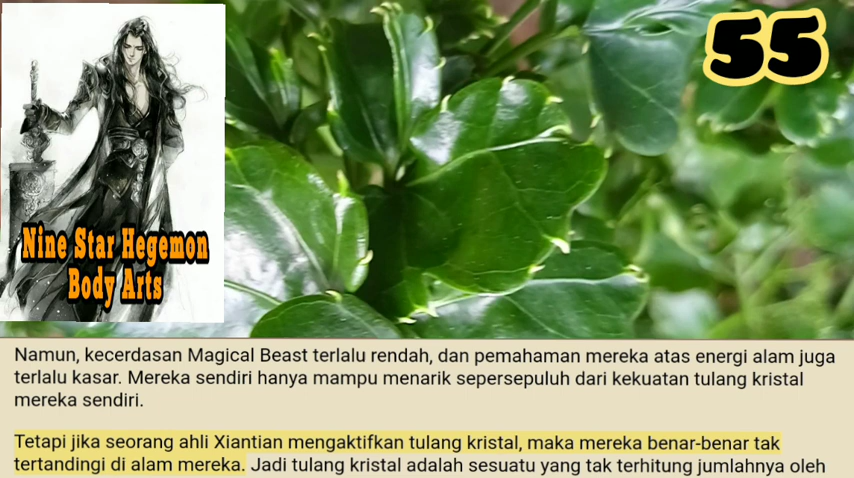 55
Nine Star Hegemon
Body Arts
Namun, kecerdasan Magical Beast terlalu rendah, dan pemahaman mereka atas energi alam juga
terlalu kasar. Mereka sendiri hanya mampu menarik sepersepuluh dari kekuatan tulang kristal
mereka sendiri.
Tetapi jika seorang ahli Xiantian mengaktifkan tulang kristal, maka mereka benar-benar tak
tertandingi di alam mereka. Jadi tulang kristal adalah sesuatu yang tak terhitung jumlahnya oleh